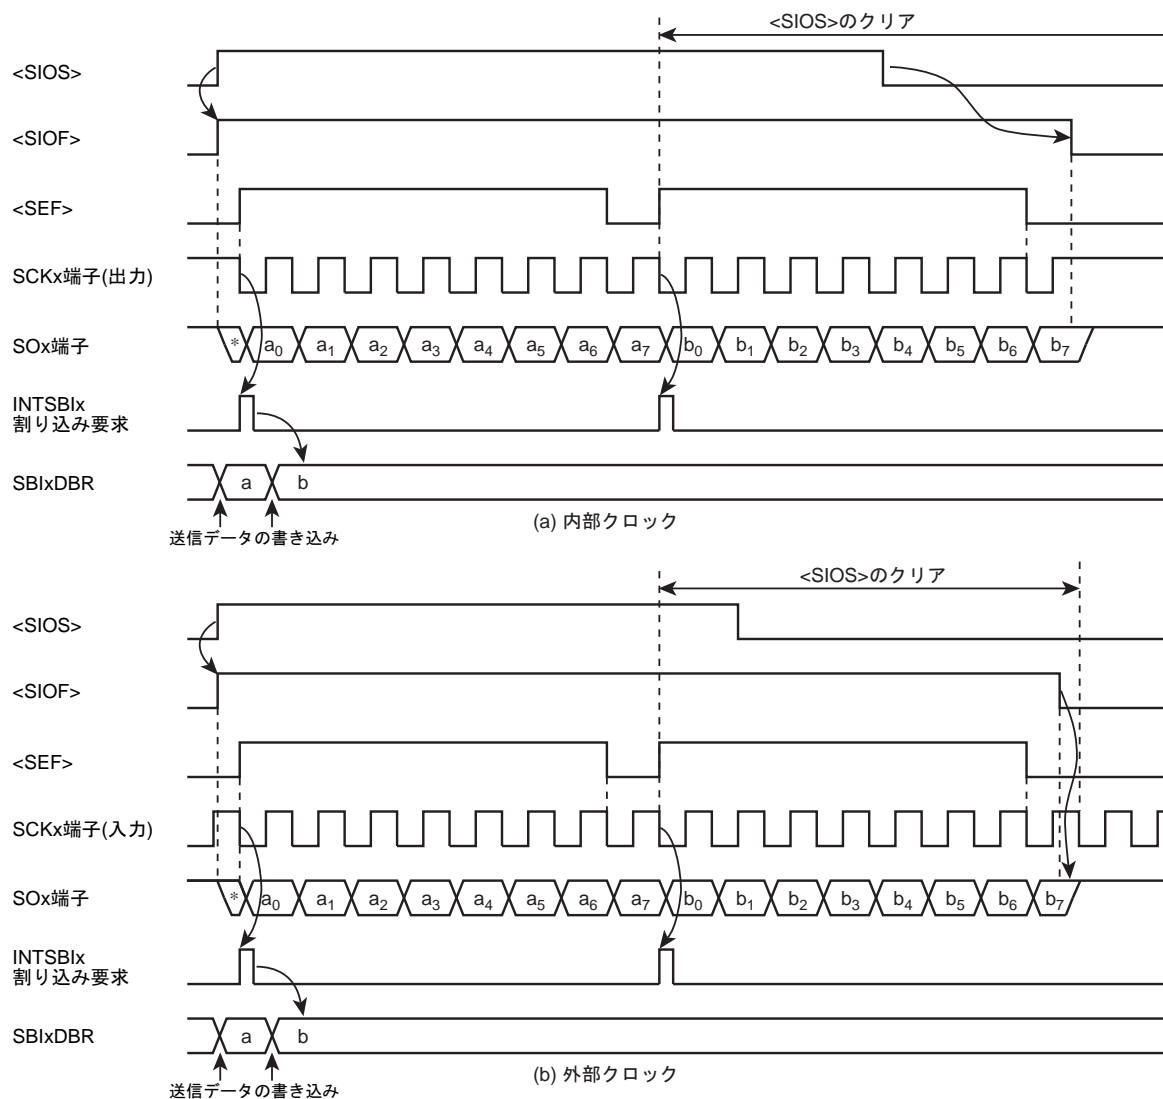 <SIOS>のクリア
<SIOS>
<SIOF>
<SEF>
SCKx端子(出力)
SOx端子
* a0 a1 a2 a3 a4 a5 a6 a7 b0 b1 b2 b3 b4 b5 b6 b7
INTSBIx
割り込み要求
SBIxDBR
a b
送信データの書き込み
(a) 内部クロック
<SIOS>のクリア
<SIOS>
<SIOF>
<SEF>
SCKx端子(入力)
SOx端子
* a0 a1 a2 a3 a4 a5 a6 a7 b0 b1 b2 b3 b4 b5 b6 b7
INTSBIx
割り込み要求
SBIxDBR
a b
送信データの書き込み
(b) 外部クロック